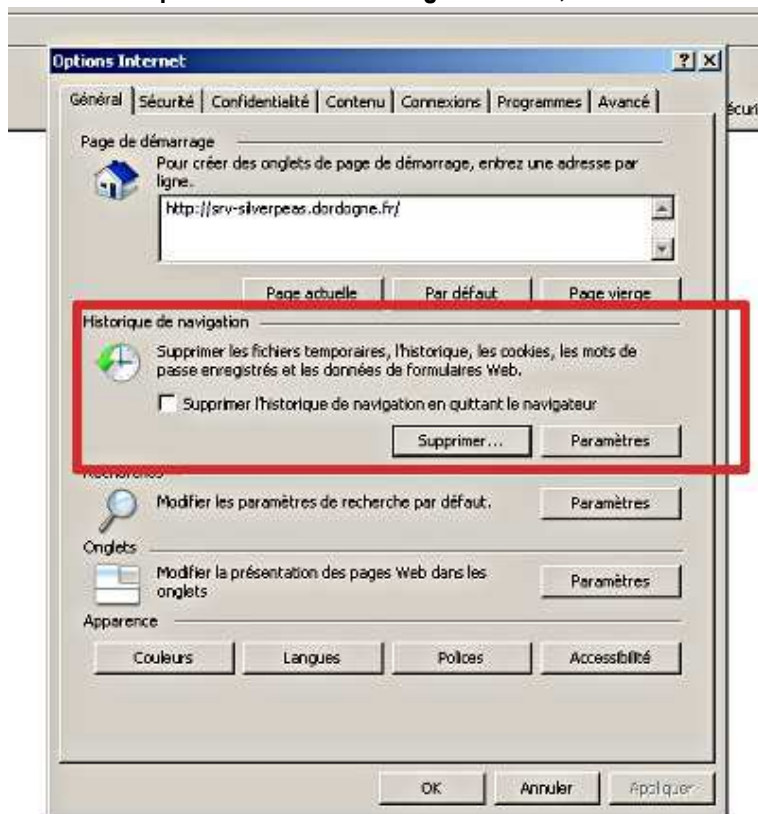 Options Internet
Général Sécurité Confidentialité Contenu Connexions Programmes Avancé
Page de démarrage
Pour créer des onglets de page de démarrage, entrez une adresse par
ligne.
http://srv-silverpeas.dordogne.fr/
Page actuelle Par défaut Page vierge
Historique de navigation
Supprimer les fichiers temporaires, l'historique, les cookies, les mots de
passe enregistrés et les données de formulaires Web.
Supprimer l'historique de navigation en quittant le navigateur
Supprimer... Paramètres
Modifier les paramètres de recherche par défaut. Paramètres
Onglets
Modifier la présentation des pages Web dans les
onglets
Paramètres
Apparence
Couleurs Langues Polices Accessibilité
OK Annuler Appliquer